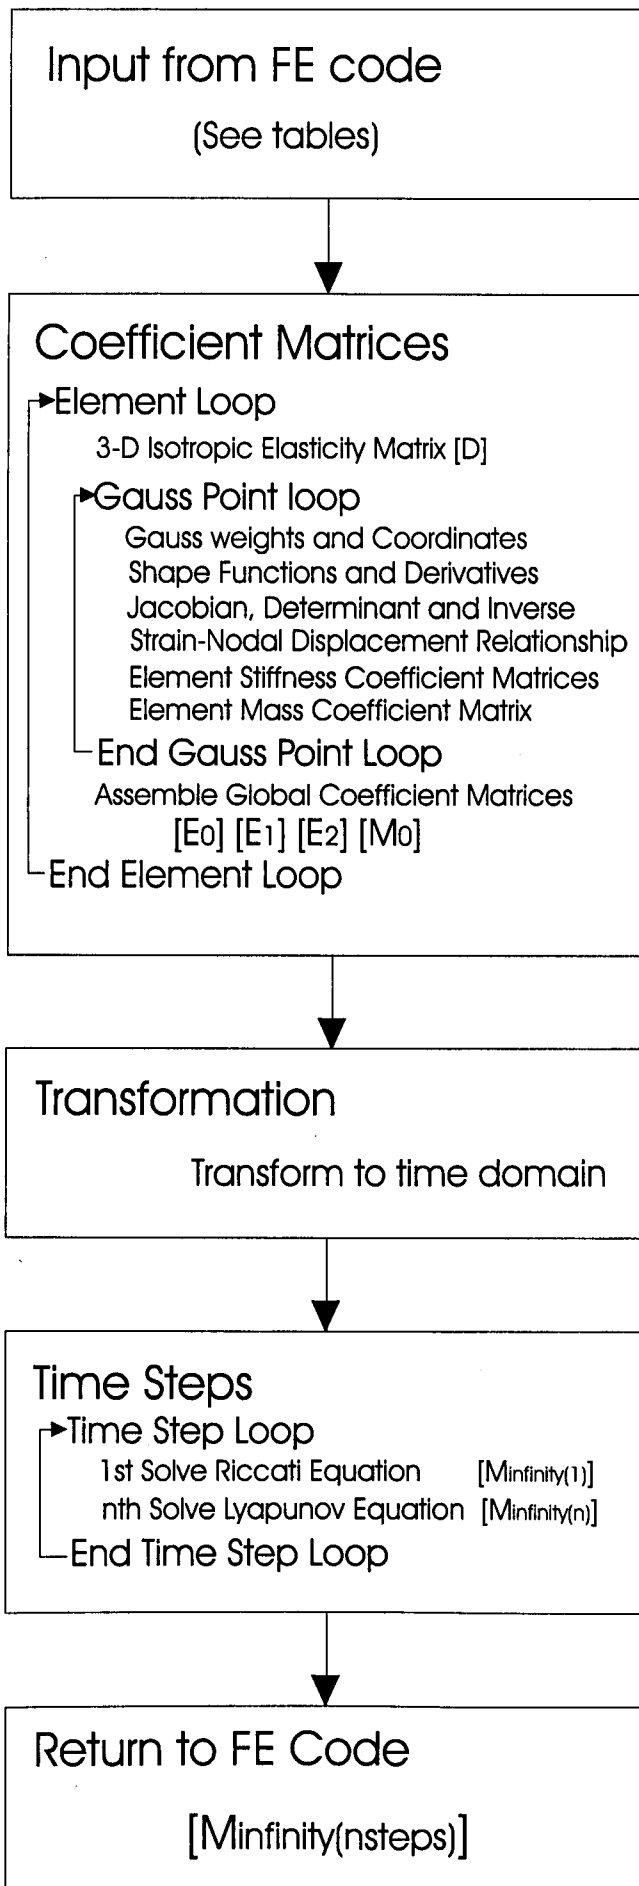 Input from FE code
(See tables)
Coefficient Matrices
Element Loop
3-D Isotropic Elasticity Matrix [D]
Gauss Point loop
Gauss weights and Coordinates
Shape Functions and Derivatives
Jacobian, Determinant and Inverse
Strain-Nodal Displacement Relationship
Element Stiffness Coefficient Matrices
Element Mass Coefficient Matrix
End Gauss Point Loop
Assemble Global Coefficient Matrices
[E0] [E1] [E2] [M0]
End Element Loop
Transformation
Transform to time domain
Time Steps
Time Step Loop
1st Solve Riccati Equation [Minfinity(1)]
nth Solve Lyapunov Equation [Minfinity(n)]
End Time Step Loop
Return to FE Code
[Minfinity(nsteps)]